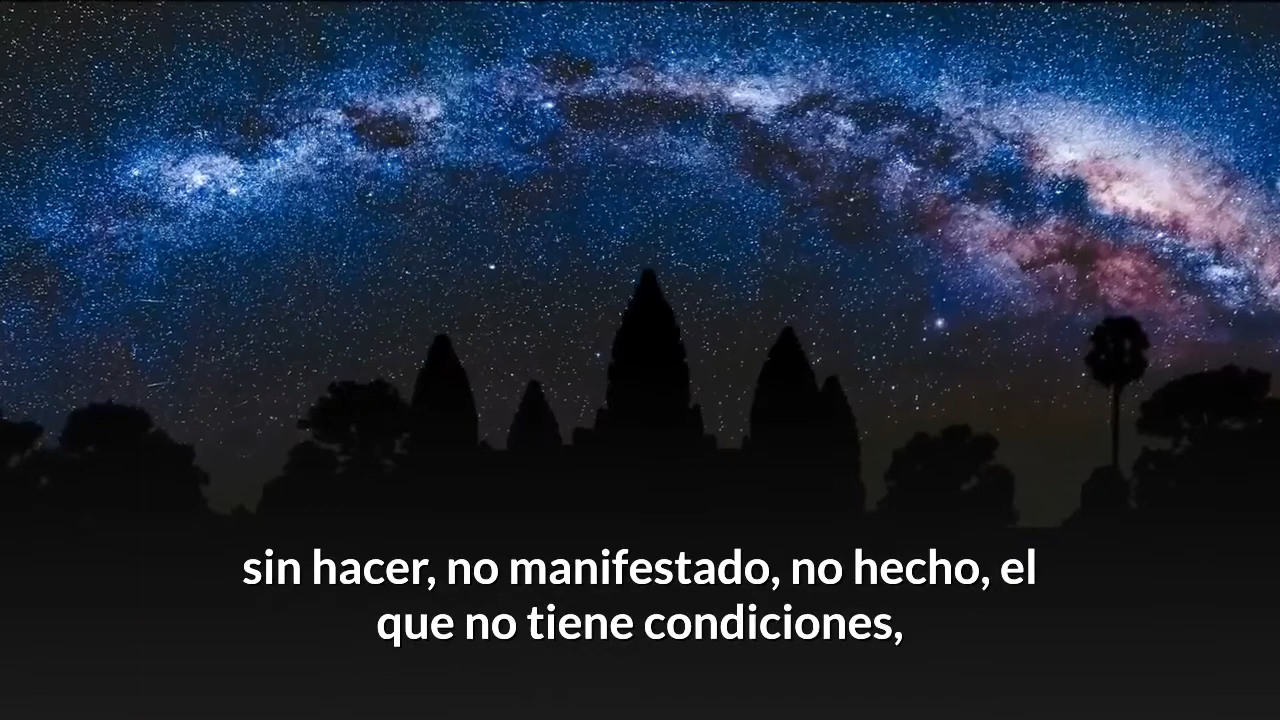 sin hacer, no manifestado, no hecho, el
que no tiene condiciones,